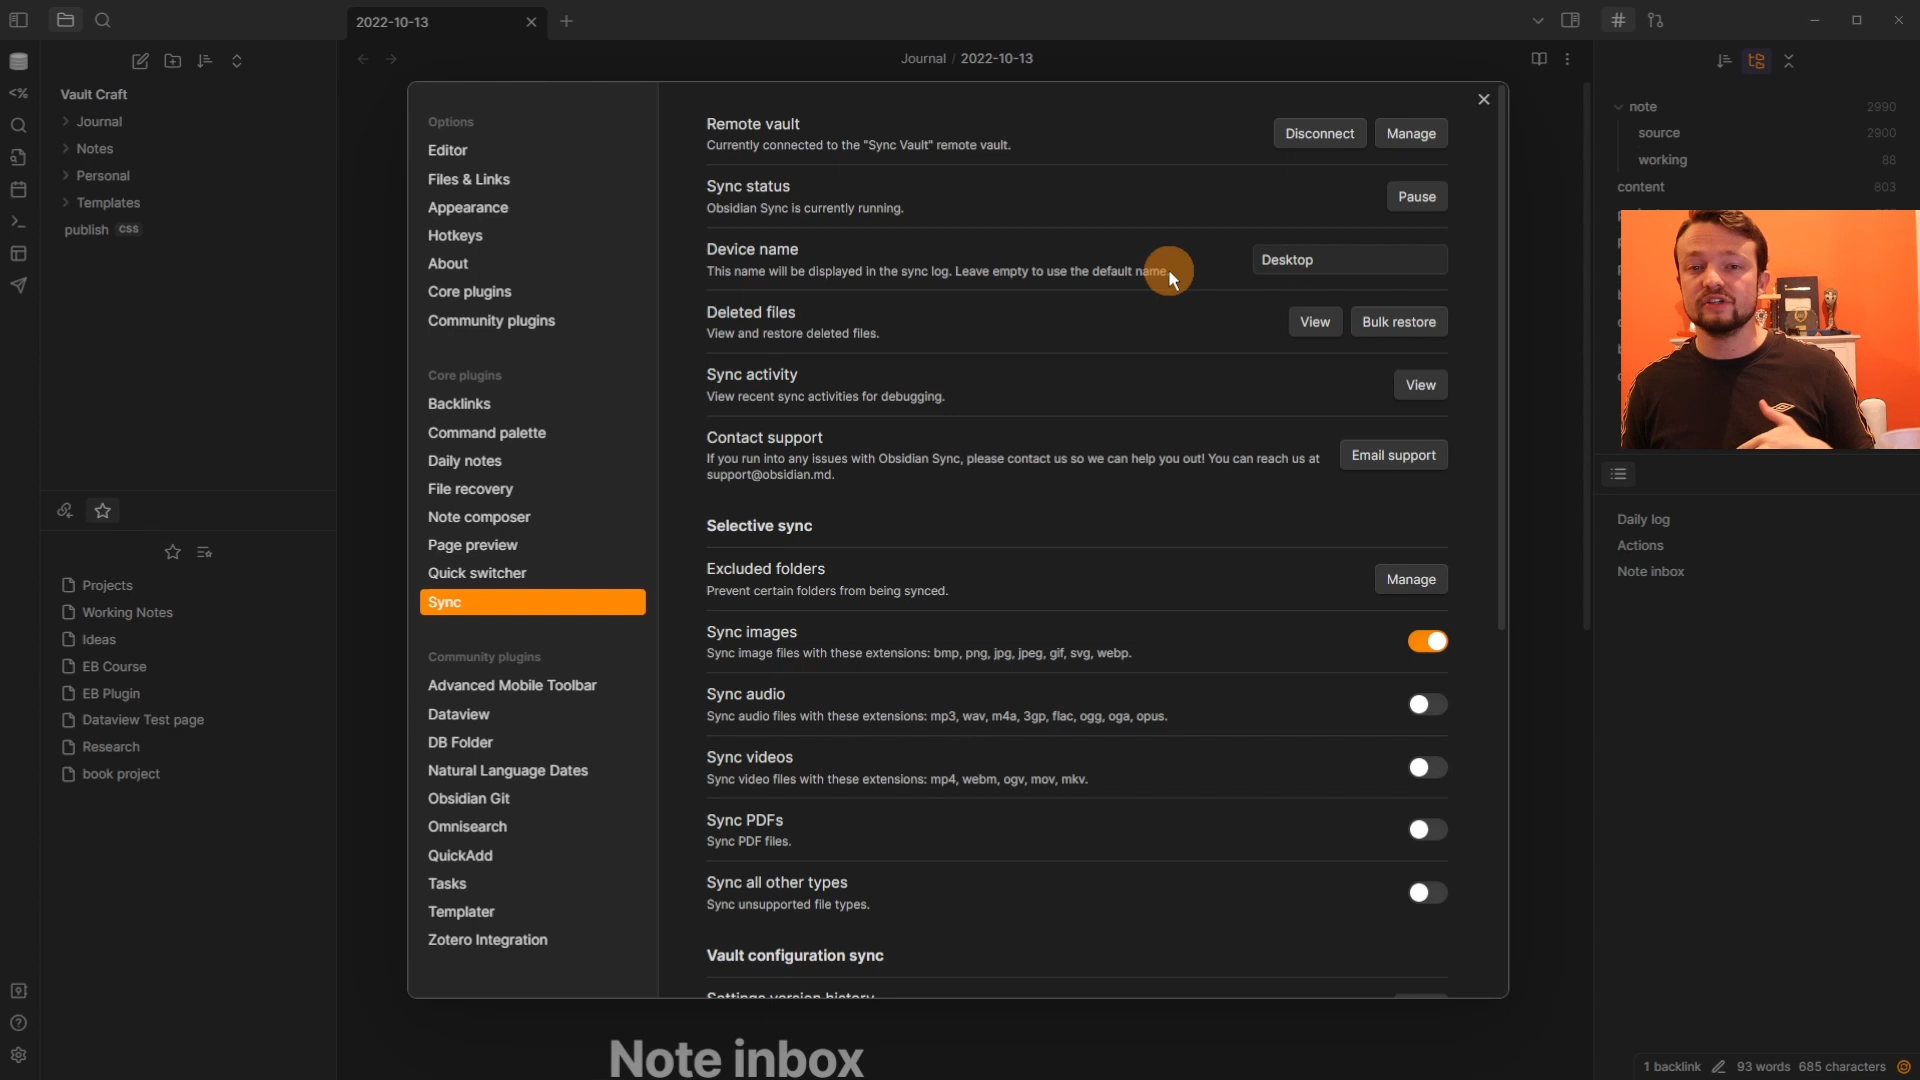 2022-10-13
Journal / 2022-10-13
Vault Craft
Journal
Notes
Personal
Templates
publish CSS
Projects
Working Notes
Ideas
EB Course
EB Plugin
Dataview Test page
Research
book project
Options
Editor
Files & Links
Appearance
Hotkeys
About
Core plugins
Community plugins
Core plugins
Backlinks
Command palette
Daily notes
File recovery
Note composer
Page preview
Quick switcher
Sync
Community plugins
Advanced Mobile Toolbar
Dataview
DB Folder
Natural Language Dates
Obsidian Git
Omnisearch
QuickAdd
Tasks
Templater
Zotero Integration
Remote vault
Currently connected to the "Sync Vault" remote vault.
Disconnect Manage
Sync status
Obsidian Sync is currently running.
Pause
Device name
This name will be displayed in the sync log. Leave empty to use the default name.
Desktop
Deleted files
View and restore deleted files.
View Bulk restore
Sync activity
View recent sync activities for debugging.
View
Contact support
If you run into any issues with Obsidian Sync, please contact us so we can help you out! You can reach us at
support@obsidian.md.
Email support
Selective sync
Excluded folders
Prevent certain folders from being synced.
Manage
Sync images
Sync image files with these extensions: bmp, png, jpg, jpeg, gif, svg, webp.
Sync audio
Sync audio files with these extensions: mp3, wav, m4a, 3gp, flac, ogg, oga, opus.
Sync videos
Sync video files with these extensions: mp4, webm, ogv, mov, mkv.
Sync PDFs
Sync PDF files.
Sync all other types
Sync unsupported file types.
Vault configuration sync
Settings version history
Note inbox
note 2990
source 2900
working 88
content 803
Daily log
Actions
Note inbox
1 backlink 93 words 685 characters